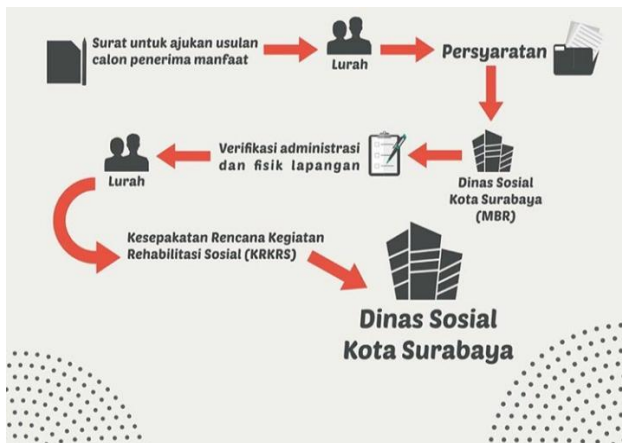 Surat untuk ajukan usulan
calon penerima manfaat
Lurah
Persyaratan
Dinas Sosial
Kota Surabaya
(MBR)
Verifikasi administrasi
dan fisik lapangan
Lurah
Kesepakatan Rencana Kegiatan
Rehabilitasi Sosial (KRKRS)
Dinas Sosial
Kota Surabaya